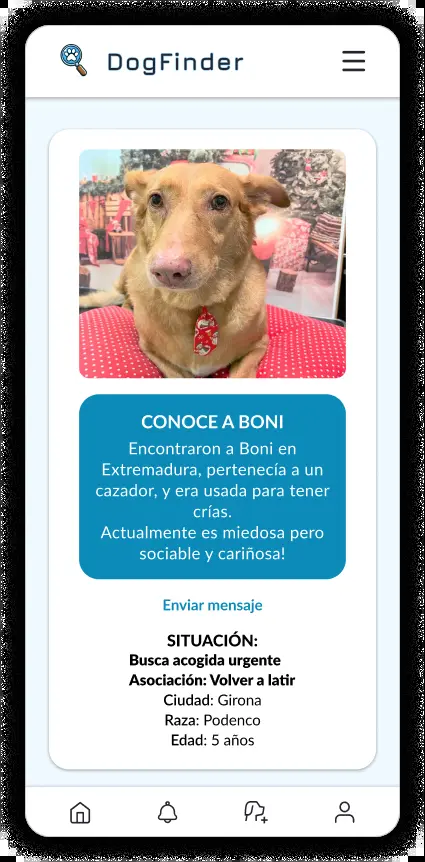 DogFinder
CONOCE A BONI
Encontraron a Boni en
Extremadura, pertenecía a un
cazador, y era usada para tener
crías.
Actualmente es miedosa pero
sociable y cariñosa!
Enviar mensaje
SITUACIÓN:
Busca acogida urgente
Asociación: Volver a latir
Ciudad: Girona
Raza: Podenco
Edad: 5 años